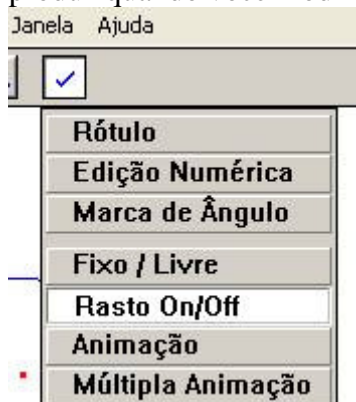 Janela Ajuda
Rótulo
Edição Numérica
Marca de Ângulo
Fixo / Livre
Rasto On/Off
Animação
Múltipla Animação